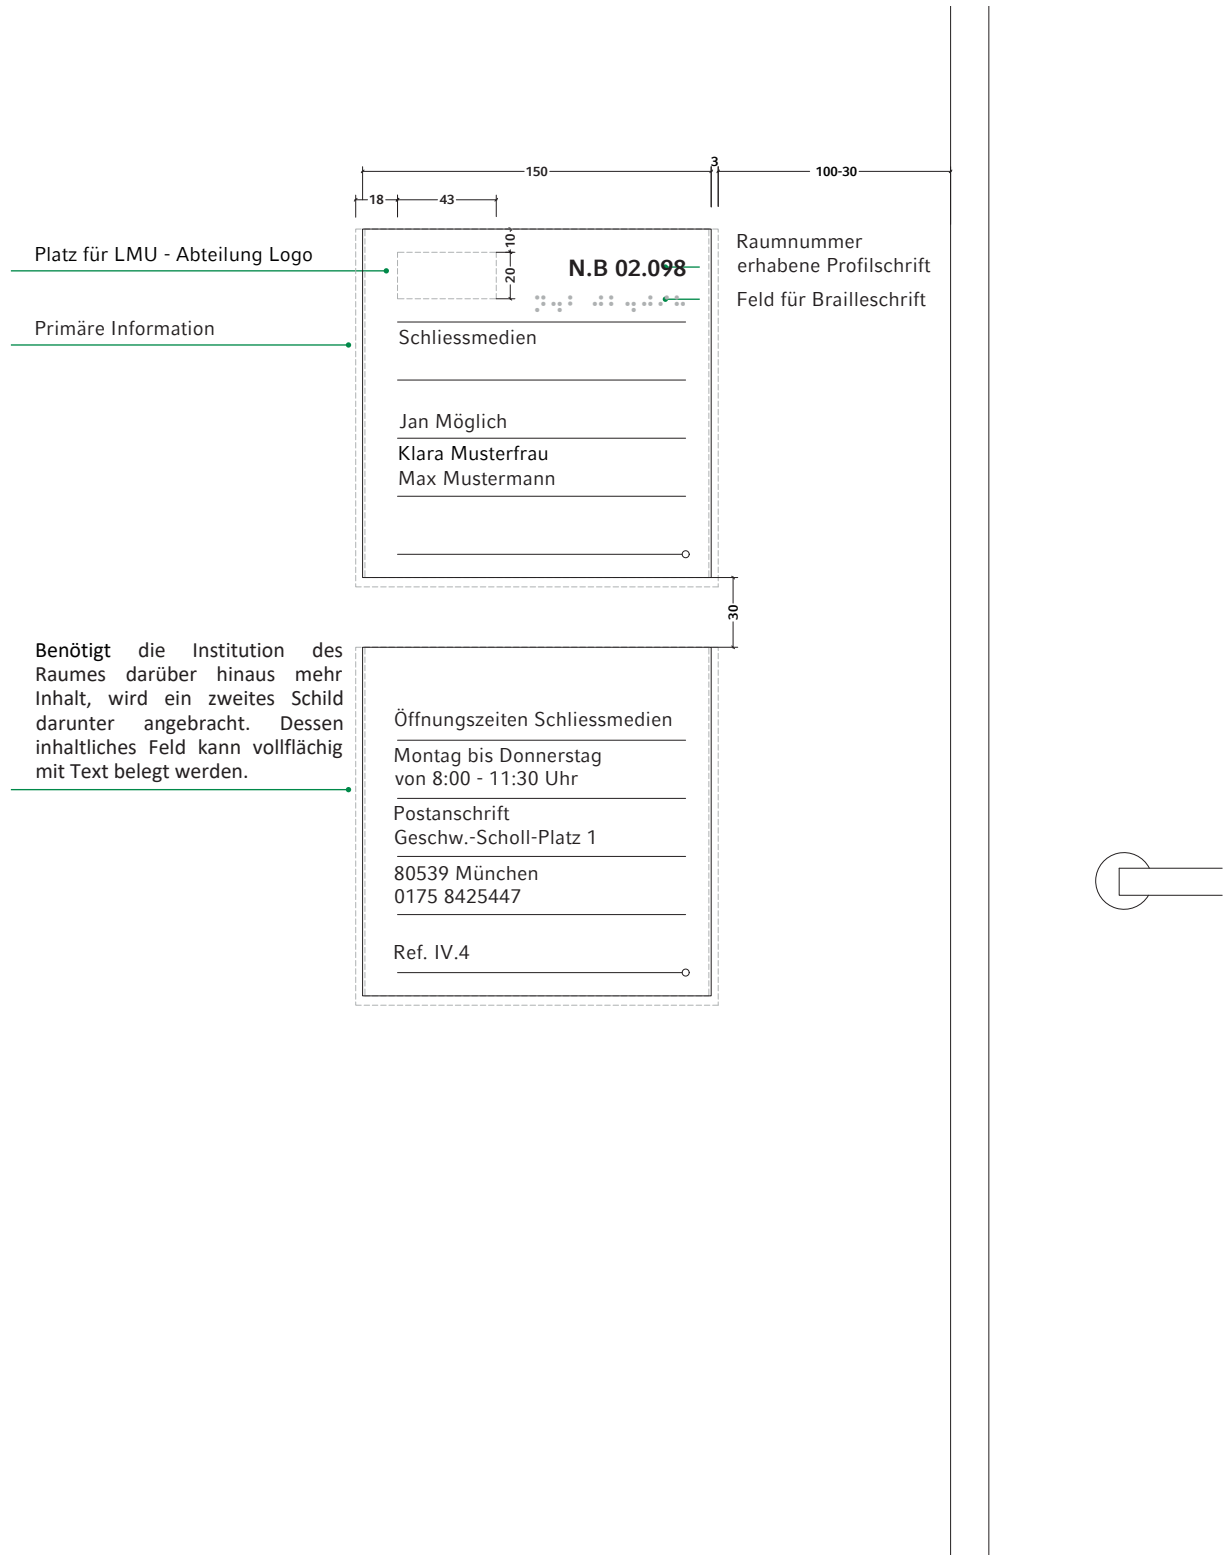 150
3
100-30
18
43
10
20
Platz für LMU - Abteilung Logo
N.B 02.098
Raumnummer
erhabene Profilschrift
Feld für Brailleschrift
Primäre Information
Schliessmedien
Jan Möglich
Klara Musterfrau
Max Mustermann
30
Benötigt die Institution des
Raumes darüber hinaus mehr
Inhalt, wird ein zweites Schild
darunter angebracht. Dessen
inhaltliches Feld kann vollflächig
mit Text belegt werden.
Öffnungszeiten Schliessmedien
Montag bis Donnerstag
von 8:00 - 11:30 Uhr
Postanschrift
Geschw.-Scholl-Platz 1
80539 München
0175 8425447
Ref. IV.4